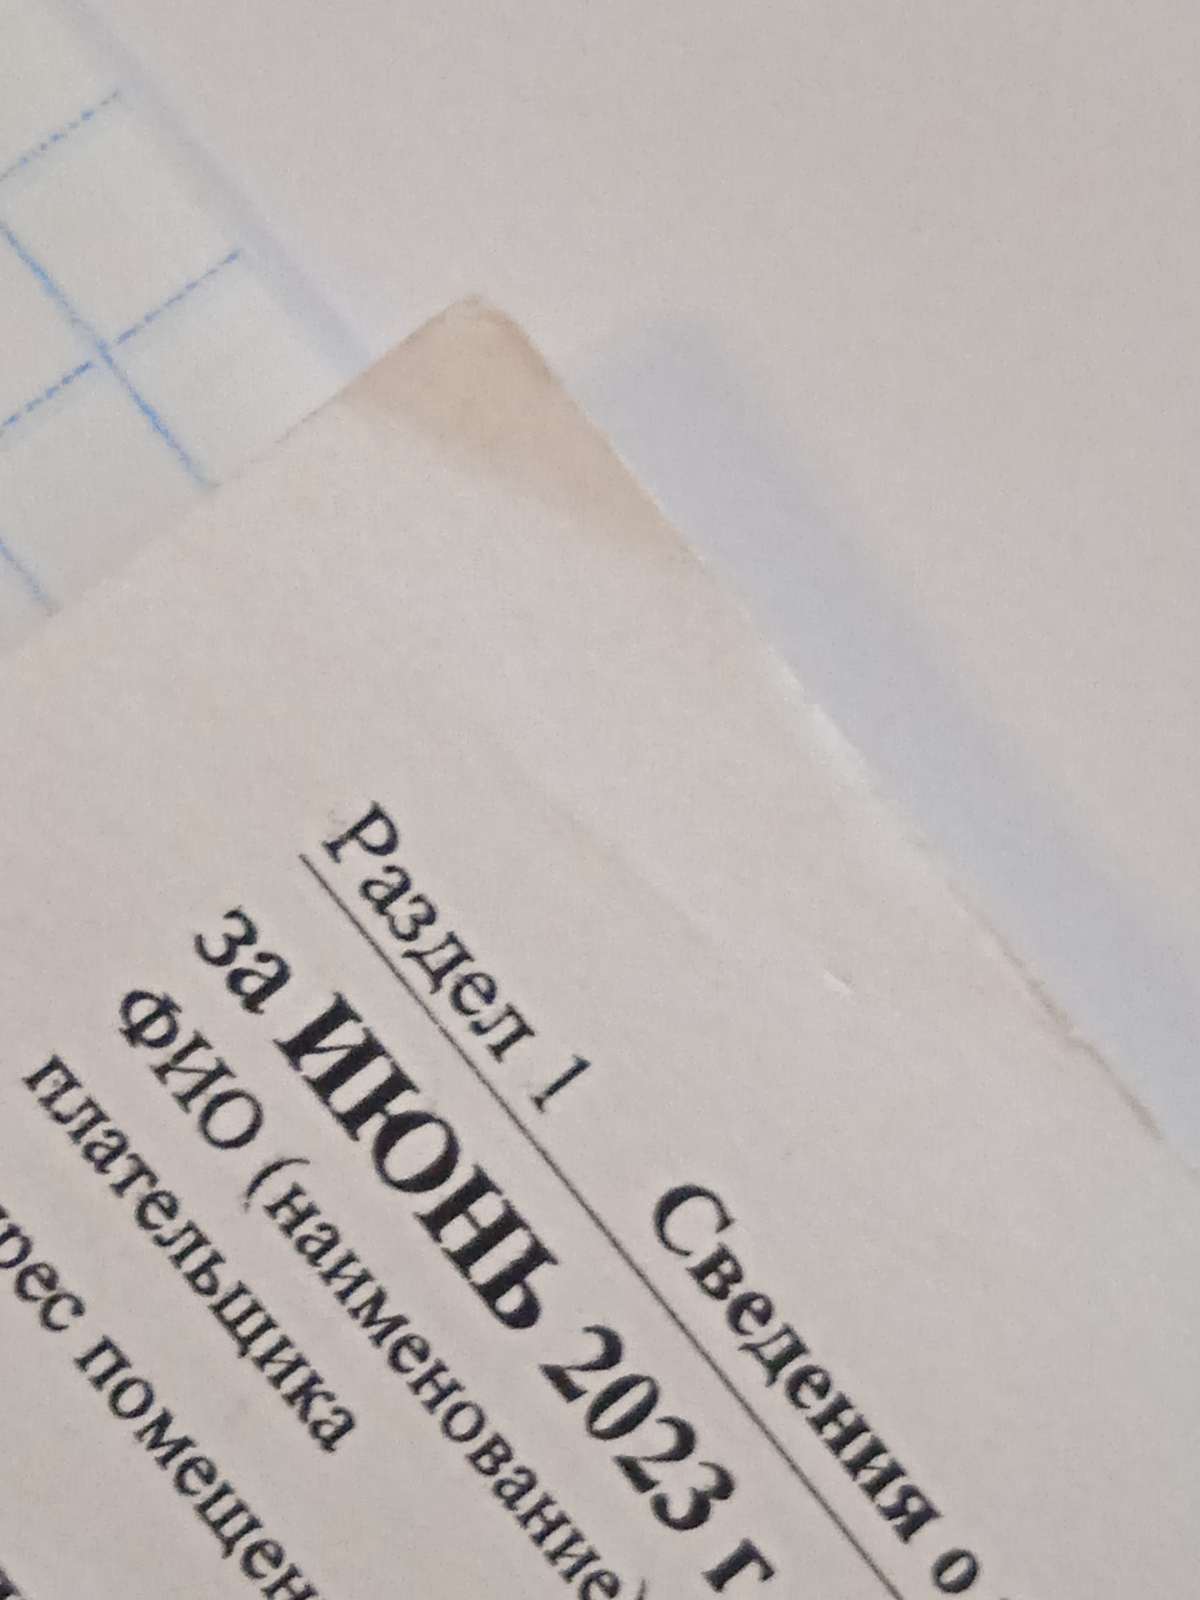 Раздел 1 Сведения о
за ИЮНЬ 2023 г
ФИО (наименование)
плательщика